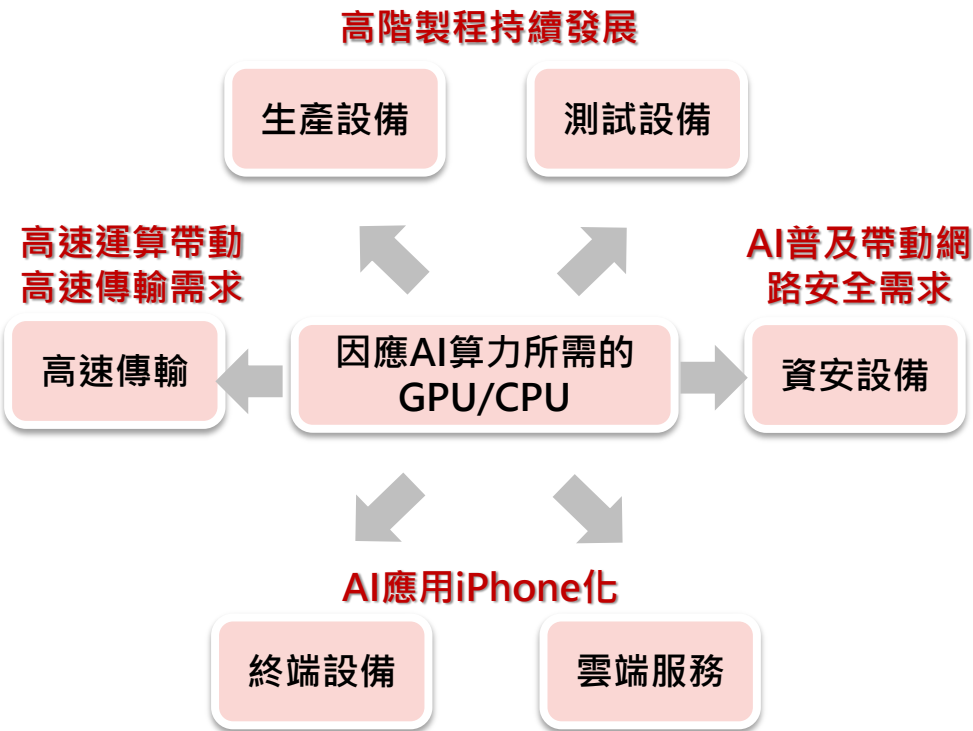 高階製程持續發展
生產設備
測試設備
高速運算帶動
高速傳輸需求
AI普及帶動網
路安全需求
高速傳輸
因應AI算力所需的
GPU/CPU
資安設備
AI應用iPhone化
終端設備
雲端服務